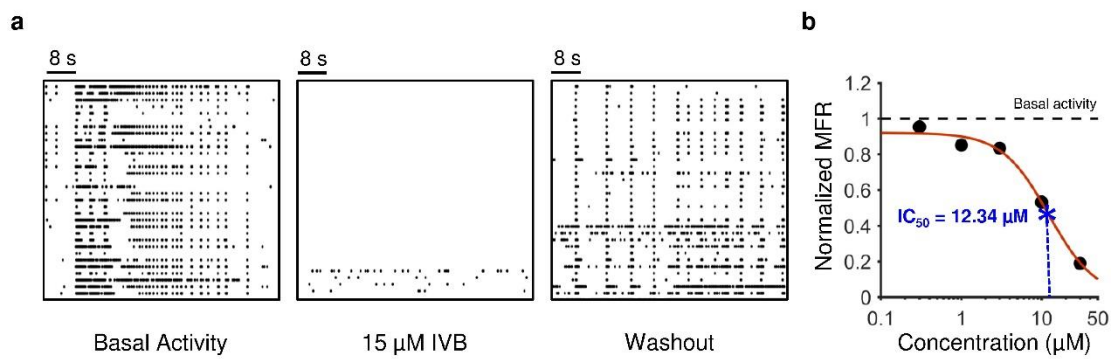 a
8 s
8 s
8 s
Basal Activity
15 µM IVB
Washout
b
Normalized MFR
1.2
1
0.8
0.6
0.4
0.2
0
Basal activity
IC50 = 12.34 µM
0.1
1
10
50
Concentration (µM)